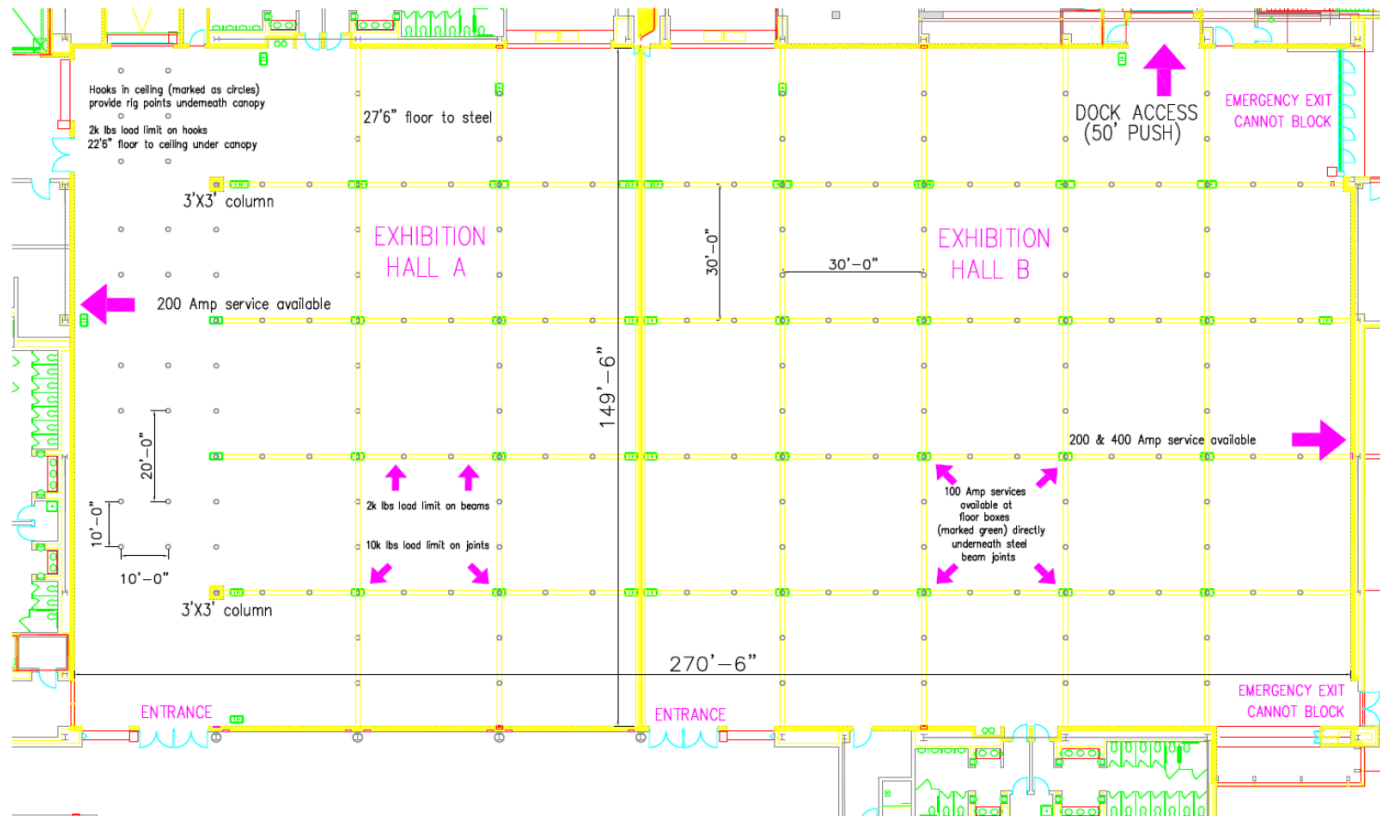 Hooks in ceiling (marked as circles)
provide rig points underneath canopy
2k lbs load limit on hooks
22'6" floor to ceiling under canopy
27'6" floor to steel
DOCK ACCESS
(50' PUSH)
EMERGENCY EXIT
CANNOT BLOCK
3'X3' column
EXHIBITION
HALL A
30'-0"
30'-0"
EXHIBITION
HALL B
200 Amp service available
149'-6"
20'-0"
200 & 400 Amp service available
2k lbs load limit on beams
100 Amp services
available at
floor boxes
(marked green) directly
underneath steel
beam joints
10'-0"
10k lbs load limit on joints
10'-0"
3'X3' column
270'-6"
EMERGENCY EXIT
CANNOT BLOCK
ENTRANCE
ENTRANCE